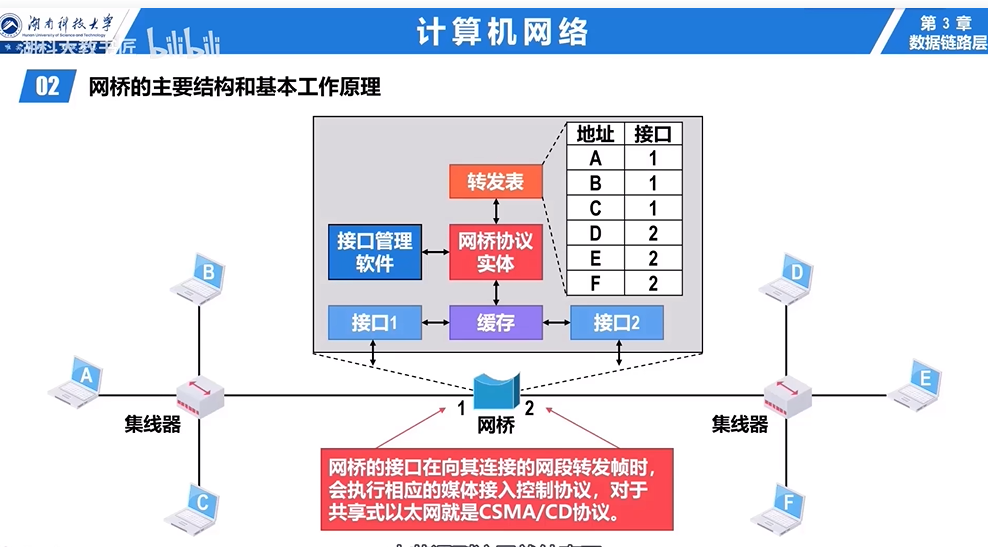 湖南科技大学
Hunan University of Science and Technology
湖科大教书匠
bilibili
计算机网络
第 3 章
数据链路层
02 网桥的主要结构和基本工作原理
地址 接口
A 1
B 1
C 1
D 2
E 2
F 2
转发表
接口管理
软件
网桥协议
实体
接口1
缓存
接口2
B
D
A
E
集线器
1
2
网桥
集线器
C
F
网桥的接口在向其连接的网段转发帧时，
会执行相应的媒体接入控制协议，对于
共享式以太网就是CSMA/CD协议。